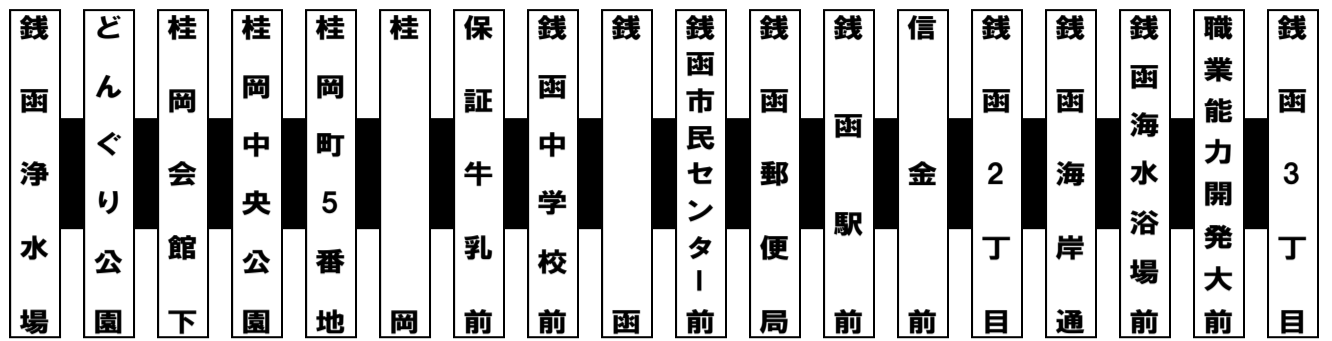 銭函浄水場
どんぐり公園
桂岡会館下
桂岡中央公園
桂岡町5番地
桂岡
保証牛乳前
銭函中学校前
銭函
銭函市民センター前
銭函郵便局
銭函駅前
信金前
銭函2丁目
銭函海岸通
銭函海水浴場前
職業能力開発大前
銭函3丁目